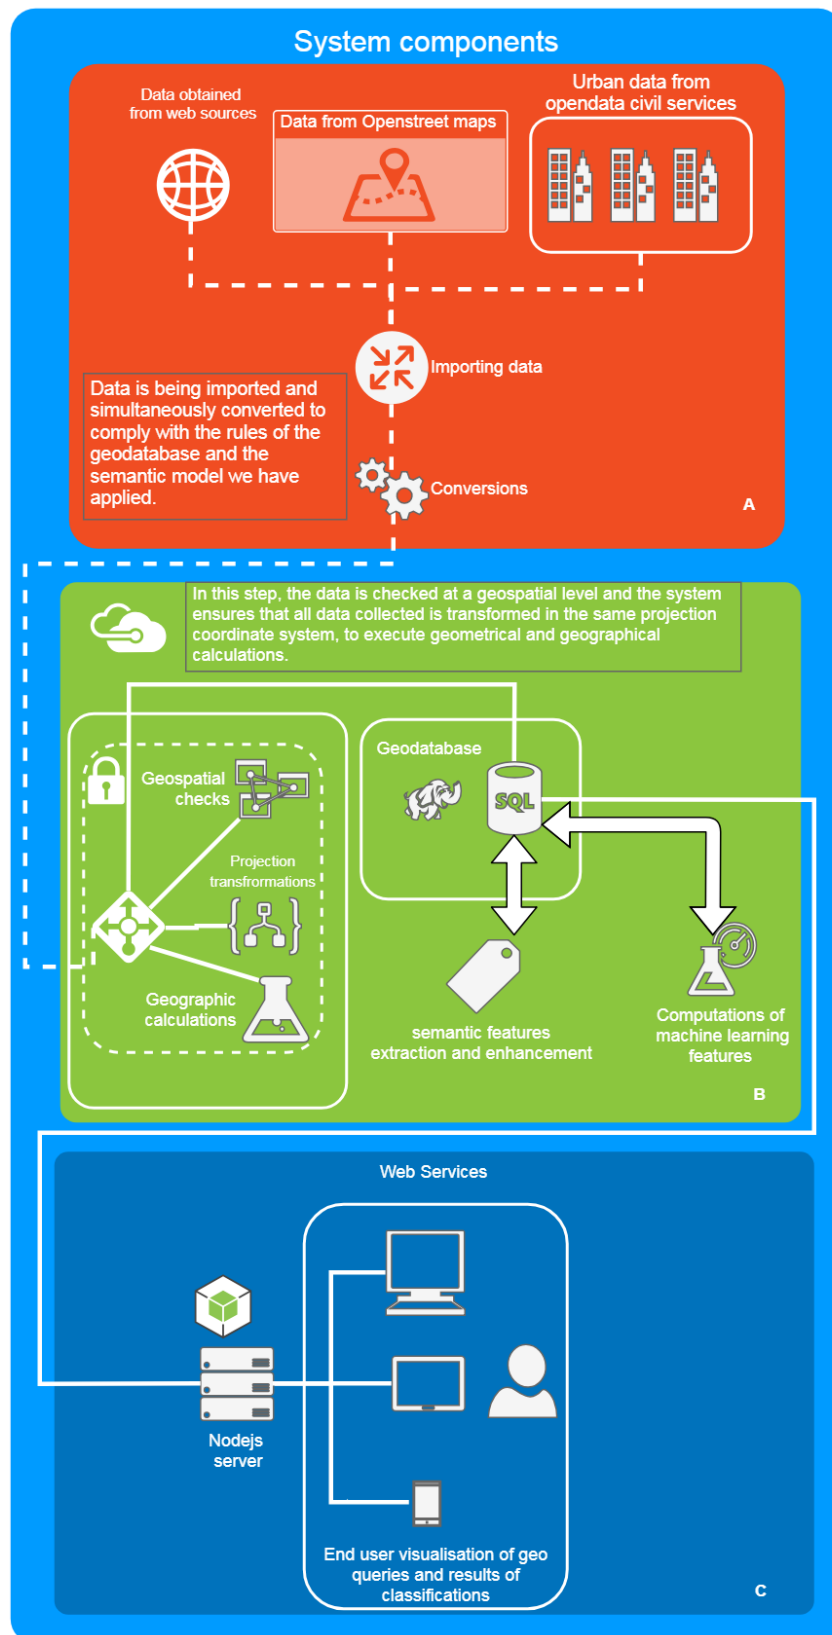 System components
Data obtained
from web sources
Data from Openstreet maps
Urban data from
opendata civil services
Importing data
Data is being imported and
simultaneously converted to
comply with the rules of the
geodatabase and the
semantic model we have
applied.
Conversions
A
In this step, the data is checked at a geospatial level and the system
ensures that all data collected is transformed in the same projection
coordinate system, to execute geometrical and geographical
calculations.
Geospatial
checks
Projection
transformations
Geographic
calculations
Geodatabase
SQL
semantic features
extraction and enhancement
Computations of
machine learning
features
B
Web Services
Nodejs
server
End user visualisation of geo
queries and results of
classifications
C